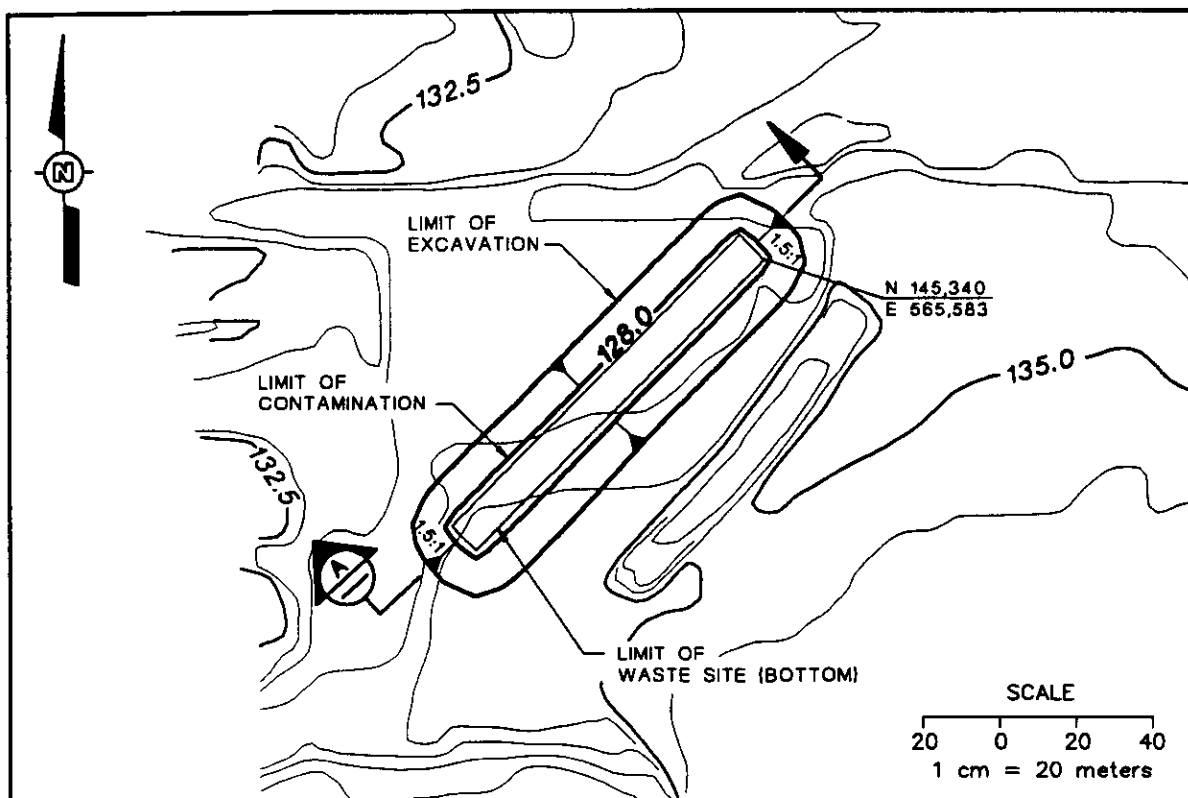 132.5
N
LIMIT OF
EXCAVATION
1.5:1
N 145,340
E 565,583
128.0
135.0
LIMIT OF
CONTAMINATION
132.5
1.5:1
A
LIMIT OF
WASTE SITE (BOTTOM)
SCALE
20 0 20 40
1 cm = 20 meters